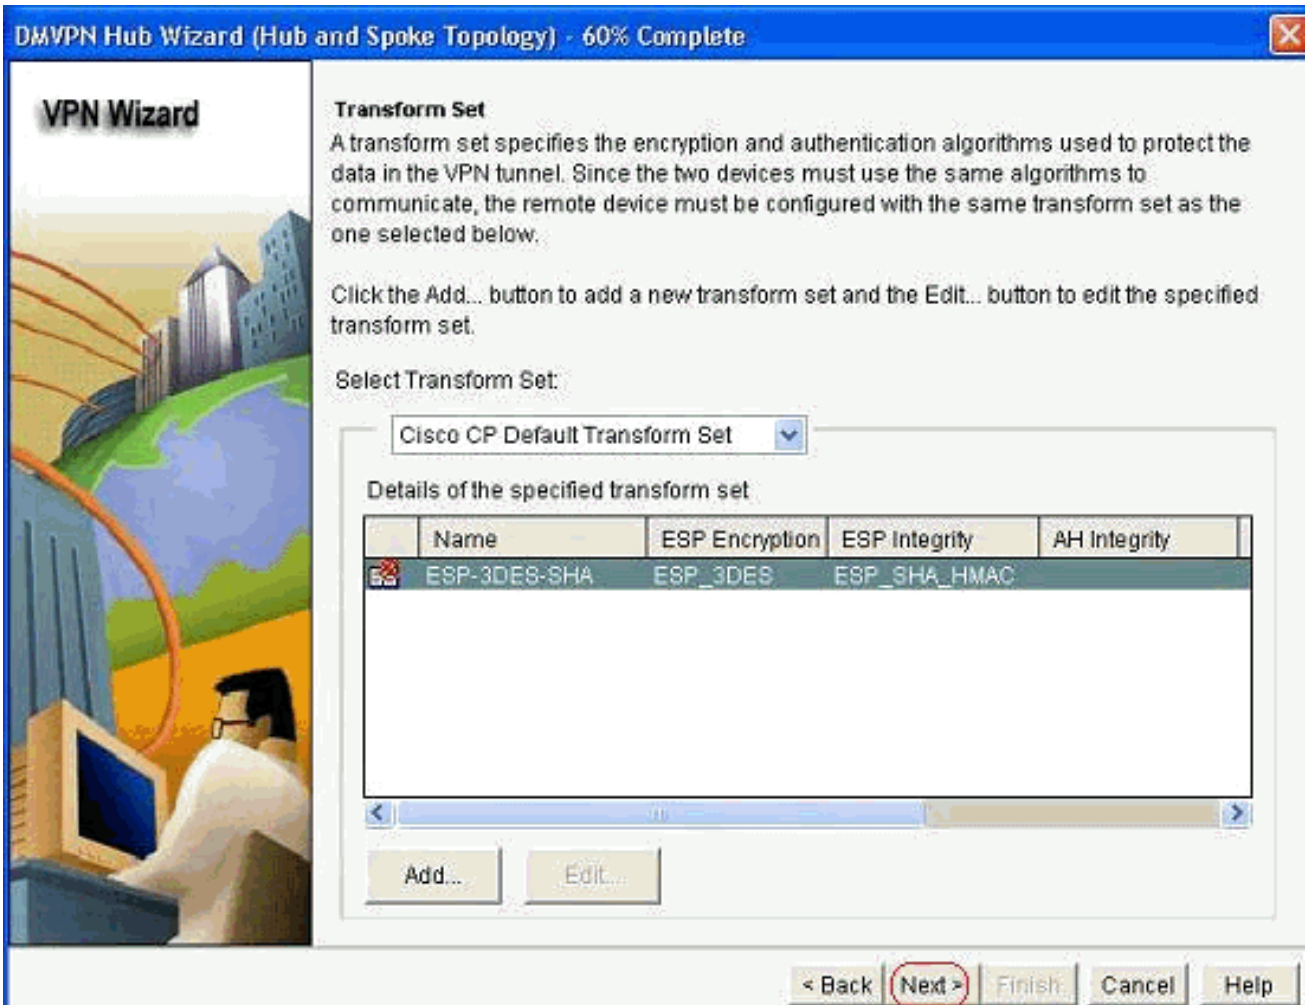 DMVPN Hub Wizard (Hub and Spoke Topology) - 60% Complete
VPN Wizard
Transform Set
A transform set specifies the encryption and authentication algorithms used to protect the
data in the VPN tunnel. Since the two devices must use the same algorithms to
communicate, the remote device must be configured with the same transform set as the
one selected below.
Click the Add... button to add a new transform set and the Edit... button to edit the specified
transform set.
Select Transform Set:
Cisco CP Default Transform Set
Details of the specified transform set
Name ESP Encryption ESP Integrity AH Integrity
ESP-3DES-SHA ESP_3DES ESP_SHA_HMAC
Add... Edit...
< Back Next > Finish Cancel Help